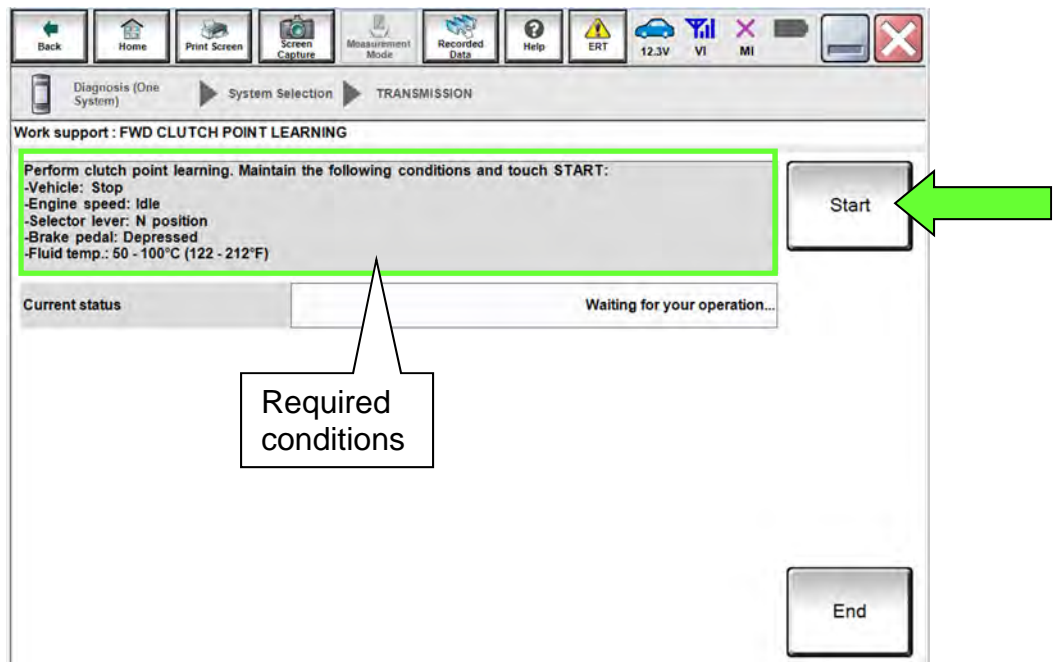 Back
Home
Print Screen
Screen
Capture
Measurement
Mode
Recorded
Data
Help
ERT
12.3V
VI
MI
Diagnosis (One
System)
System Selection
TRANSMISSION
Work support : FWD CLUTCH POINT LEARNING
Perform clutch point learning. Maintain the following conditions and touch START:
-Vehicle: Stop
-Engine speed: Idle
-Selector lever: N position
-Brake pedal: Depressed
-Fluid temp.: 50 - 100°C (122 - 212°F)
Start
Current status
Waiting for your operation...
Required
conditions
End